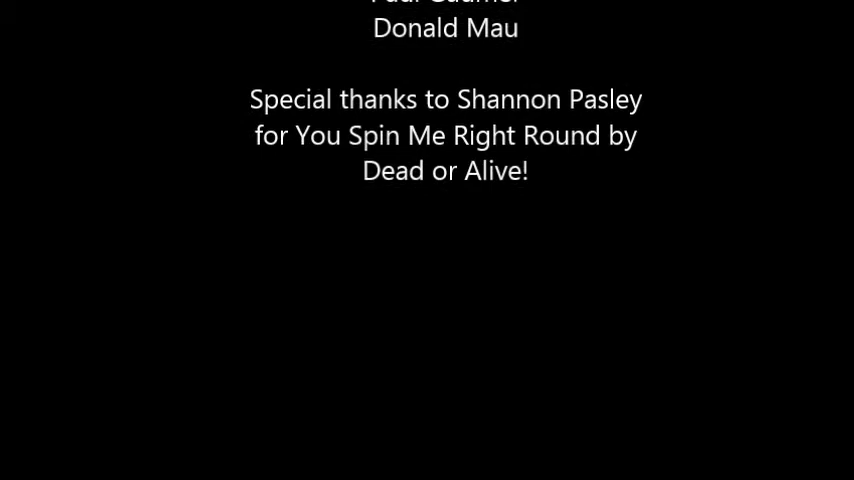 Donald Mau
Special thanks to Shannon Pasley
for You Spin Me Right Round by
Dead or Alive!